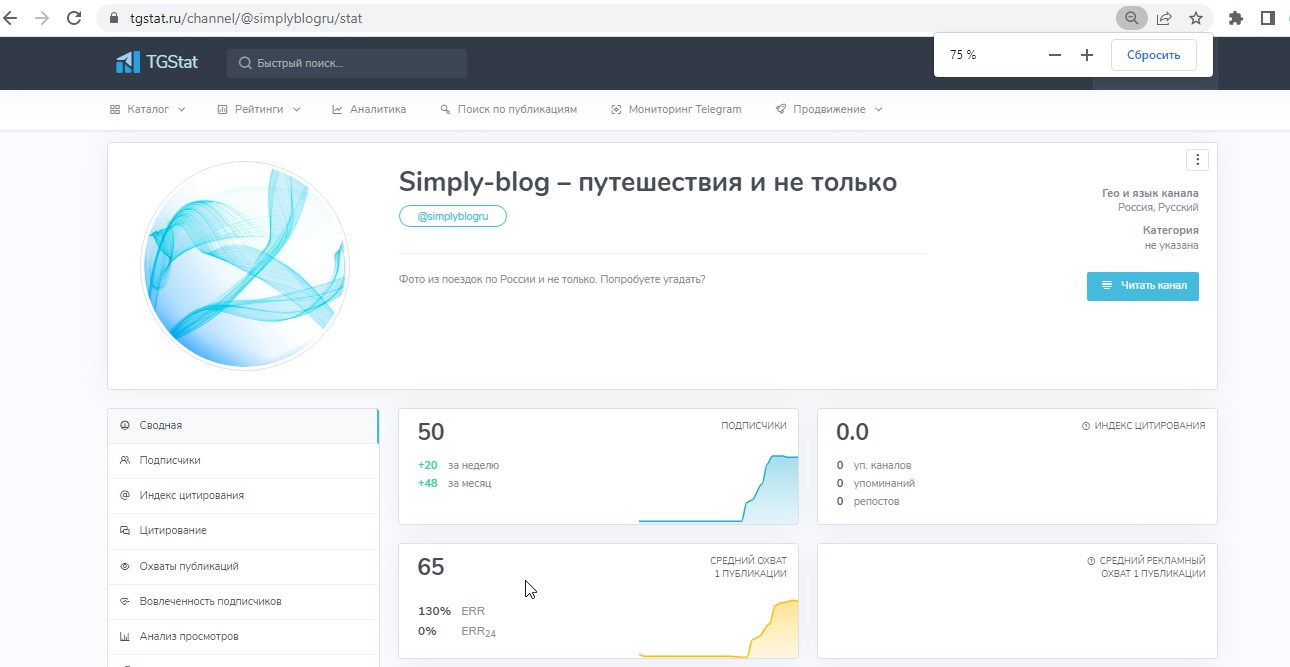 tgstat.ru/channel/@simplyblogru/stat
75 %
Сбросить
TGStat
Быстрый поиск...
Каталог
Рейтинги
Аналитика
Поиск по публикациям
Мониторинг Telegram
Продвижение
Simply-blog – путешествия и не только
@simplyblogru
Фото из поездок по России и не только. Попробуете угадать?
Гео и язык канала
Россия, Русский
Категория
не указана
Читать канал
Сводная
Подписчики
Индекс цитирования
Цитирование
Охваты публикаций
Вовлеченность подписчиков
Анализ просмотров
50
ПОДПИСЧИКИ
+20 за неделю
+48 за месяц
0.0
ИНДЕКС ЦИТИРОВАНИЯ
0 уп. каналов
0 упоминаний
0 репостов
65
СРЕДНИЙ ОХВАТ
1 ПУБЛИКАЦИИ
130% ERR
0% ERR24
СРЕДНИЙ РЕКЛАМНЫЙ
ОХВАТ 1 ПУБЛИКАЦИИ